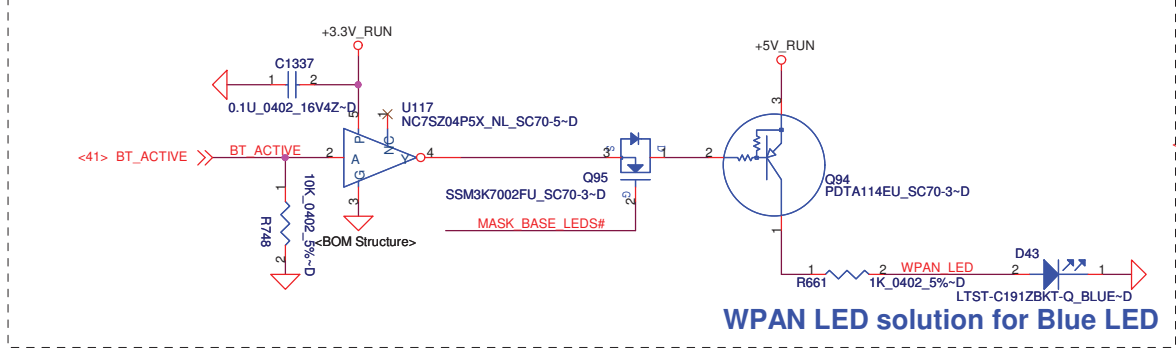 +3.3V_RUN
+5V_RUN
C1337
1 2
0.1U_0402_16V4Z~D
U117
NC7SZ04P5X_NL_SC70-5~D
5
1
P
NC
<41> BT_ACTIVE
BT_ACTIVE
2
A
Y
4
G
3
3
S
D
1
2
3
Q95
SSM3K7002FU_SC70-3~D
G
2
Q94
PDTA114EU_SC70-3~D
1
MASK_BASE_LEDS#
1
R748
10K_0402_5%~D
2
<BOM Structure>
D43
1
2
WPAN_LED
2
1
R661
1K_0402_5%~D
LTST-C191ZBKT-Q_BLUE~D
WPAN LED solution for Blue LED